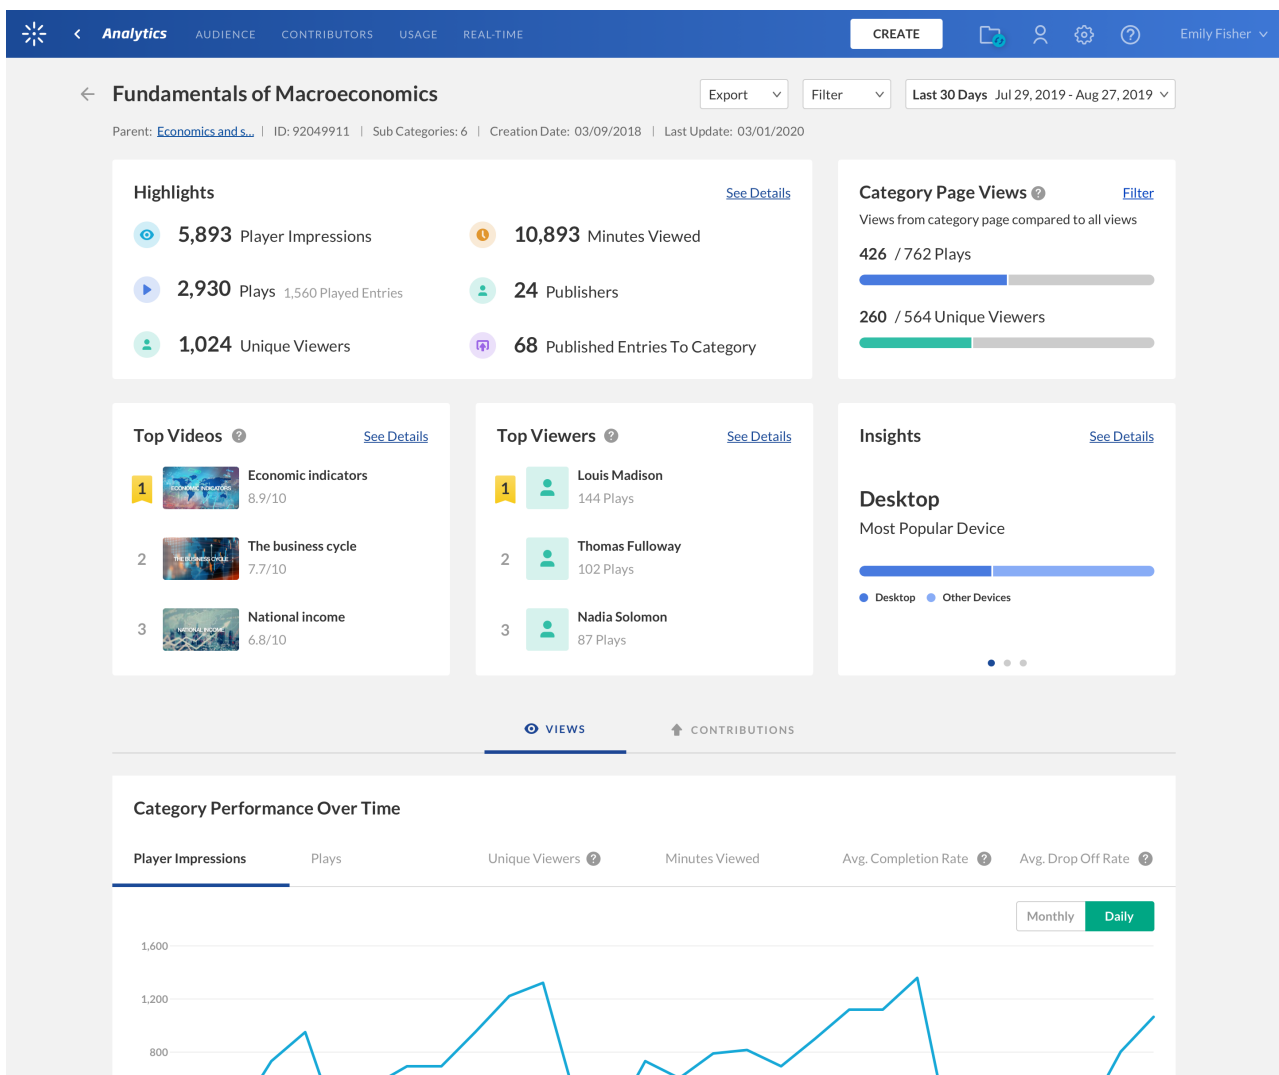 Analytics AUDIENCE CONTRIBUTORS USAGE REAL-TIME CREATE Emily Fisher
Fundamentals of Macroeconomics Export Filter Last 30 Days Jul 29, 2019 - Aug 27, 2019
Parent: Economics and s... | ID: 92049911 | Sub Categories: 6 | Creation Date: 03/09/2018 | Last Update: 03/01/2020
Highlights See Details
5,893 Player Impressions 10,893 Minutes Viewed
2,930 Plays 1,560 Played Entries 24 Publishers
1,024 Unique Viewers 68 Published Entries To Category
Category Page Views ? Filter
Views from category page compared to all views
426 / 762 Plays
260 / 564 Unique Viewers
Top Videos ? See Details
1 ECONOMIC INDICATORS Economic indicators
8.9/10
2 THE BUSINESS CYCLE The business cycle
7.7/10
3 NATIONAL INCOME National income
6.8/10
Top Viewers ? See Details
1 Louis Madison
144 Plays
2 Thomas Fulloway
102 Plays
3 Nadia Solomon
87 Plays
Insights See Details
Desktop
Most Popular Device
Desktop Other Devices
VIEWS CONTRIBUTIONS
Category Performance Over Time
Player Impressions Plays Unique Viewers ? Minutes Viewed Avg. Completion Rate ? Avg. Drop Off Rate ?
Monthly Daily
1,600
1,200
800